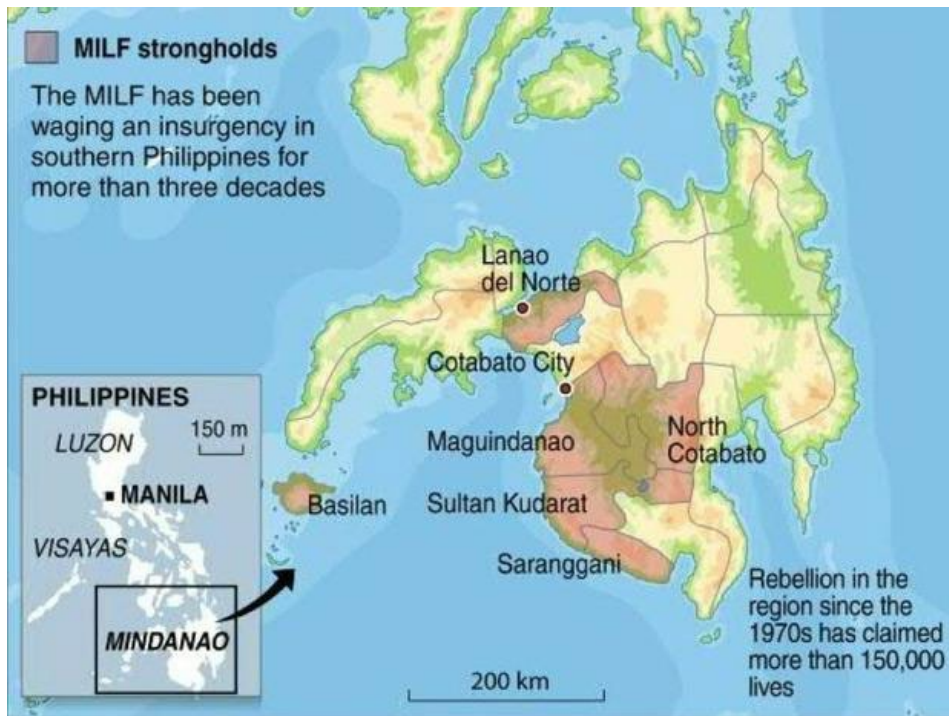 MILF strongholds
The MILF has been
waging an insurgency in
southern Philippines for
more than three decades
Lanao
del Norte
Cotabato City
Maguindanao
North
Cotabato
Basilan
Sultan Kudarat
Saranggani
PHILIPPINES
LUZON
150 m
MANILA
VISAYAS
MINDANAO
200 km
Rebellion in the
region since the
1970s has claimed
more than 150,000
lives